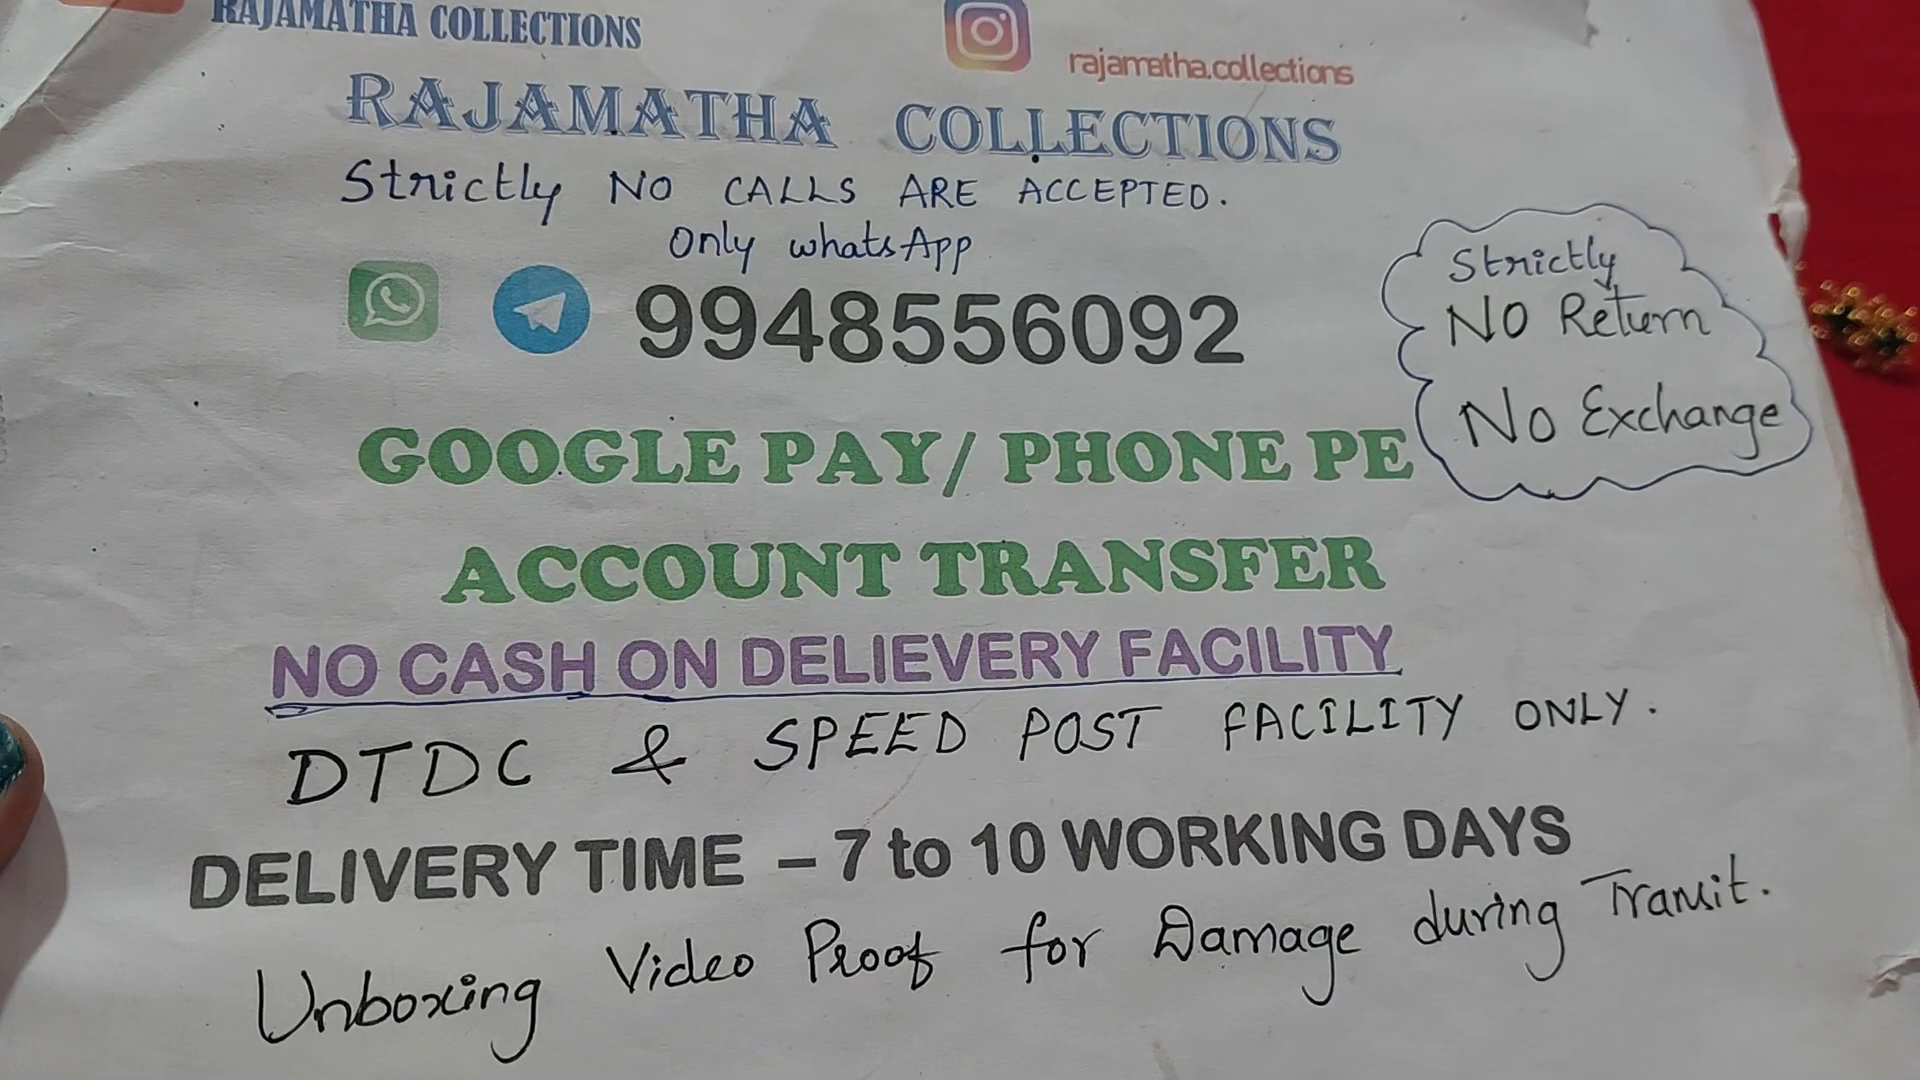 RAJAMATHA COLLECTIONS
rajamatha.collections
RAJAMATHA COLLECTIONS
Strictly NO CALLS ARE ACCEPTED.
Only whatsApp
9948556092
Strictly
NO Return
No Exchange
GOOGLE PAY/ PHONE PE
ACCOUNT TRANSFER
NO CASH ON DELIEVERY FACILITY
DTDC & SPEED POST FACILITY ONLY.
DELIVERY TIME – 7 to 10 WORKING DAYS
Unboxing Video Proof for Damage during Transit.